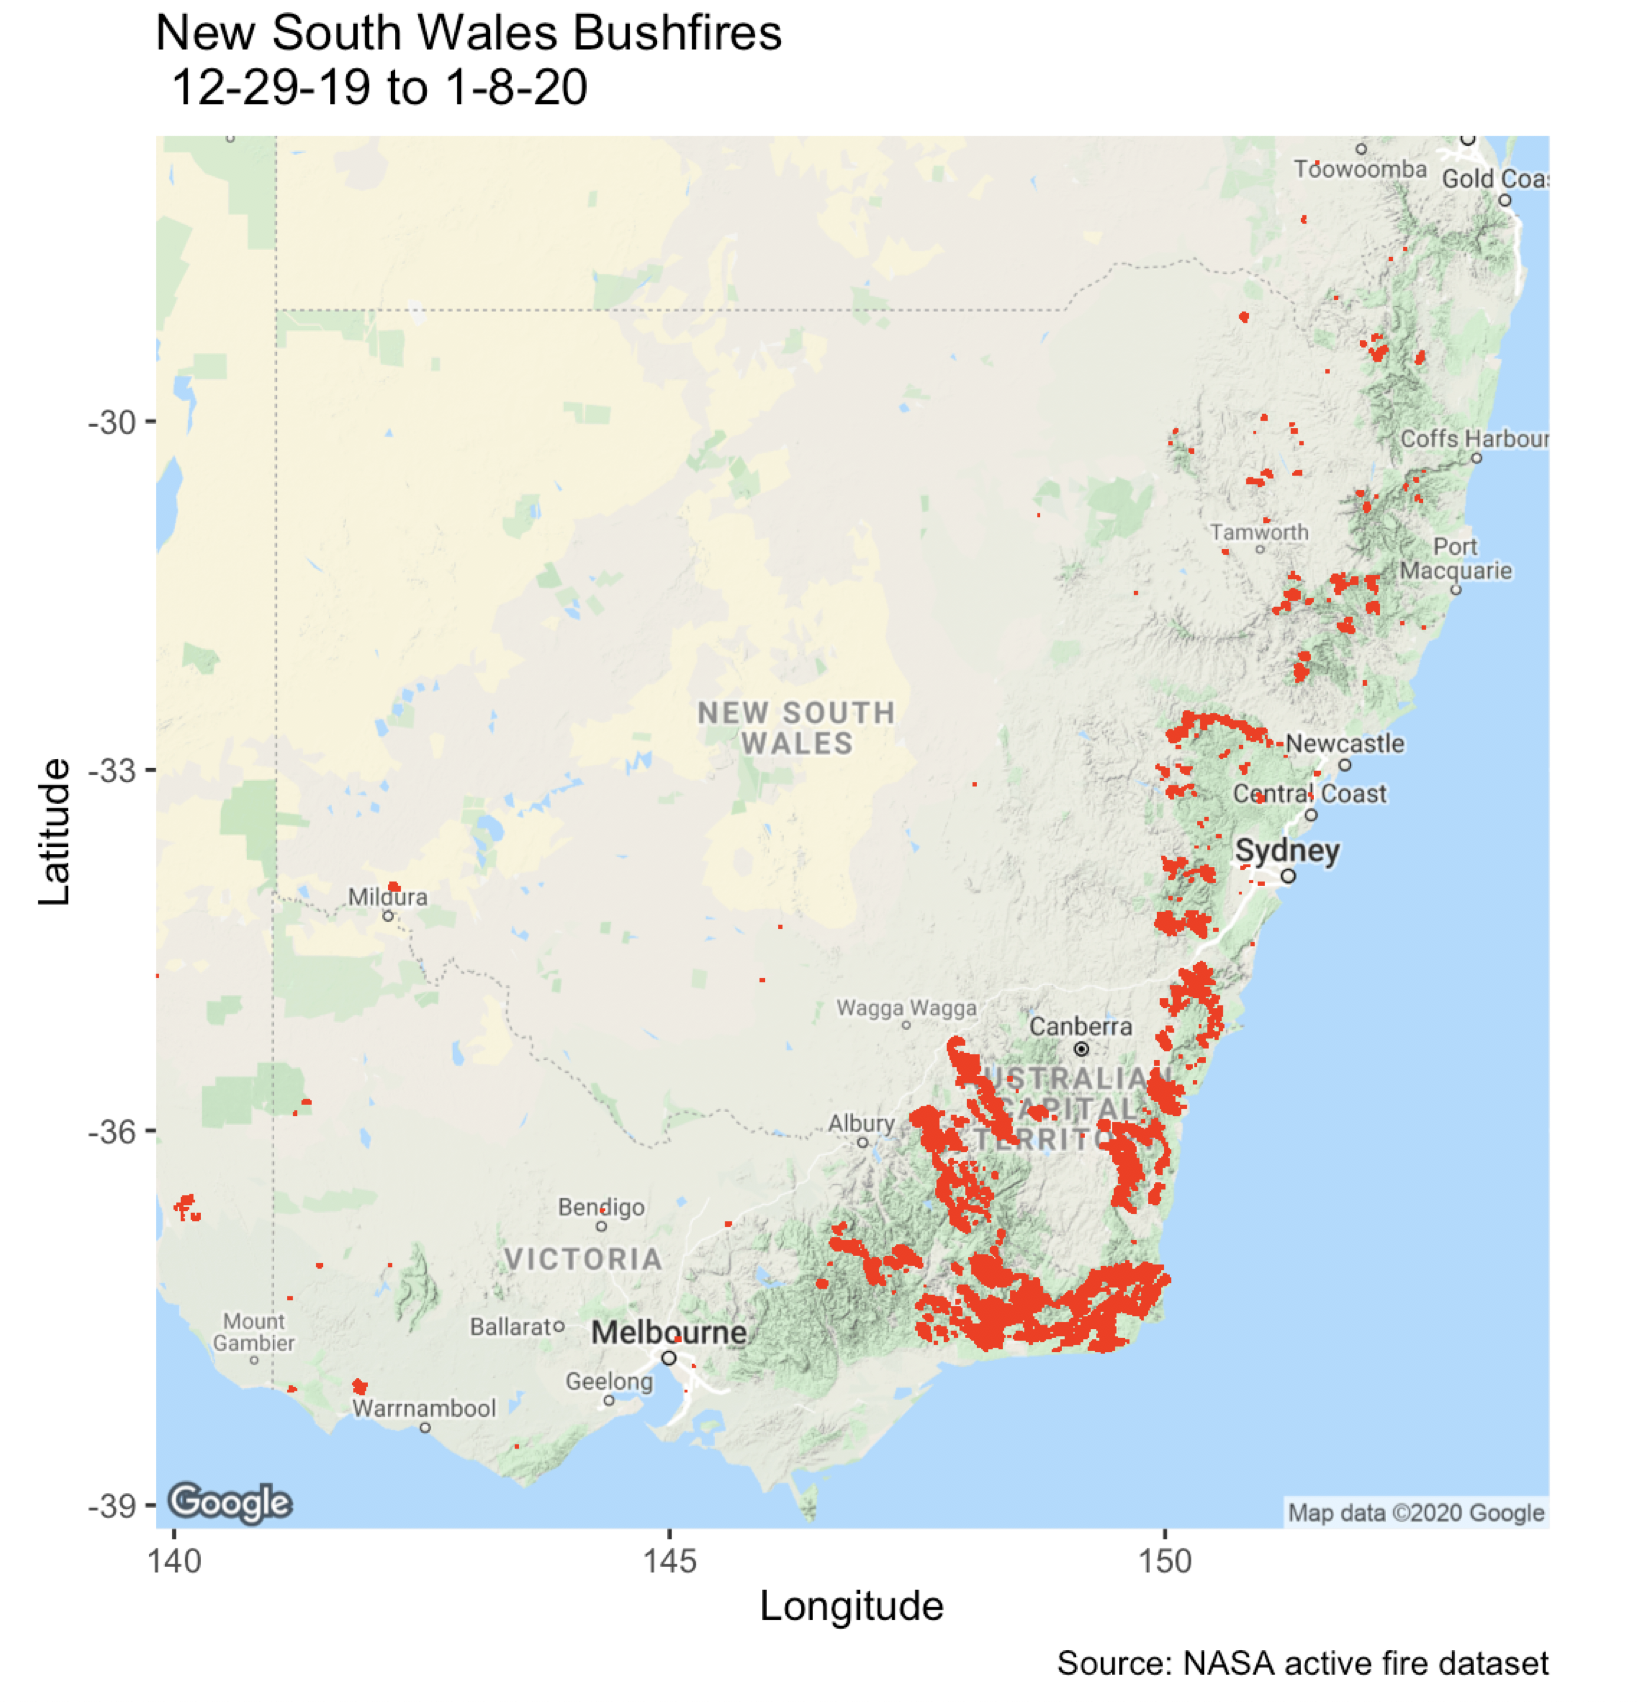 New South Wales Bushfires
12-29-19 to 1-8-20
Toowoomba
Gold Coas
-30
Coffs Harbour
Tamworth
Port
Macquarie
NEW SOUTH
WALES
Newcastle
-33
Central Coast
Latitude
Sydney
Mildura
Wagga Wagga
Canberra
USTRALIAN
CAPITAL
TERRITO
Albury
-36
Bendigo
VICTORIA
Mount
Gambier
Ballarat
Melbourne
Geelong
Warrnambool
Google
-39
Map data ©2020 Google
140
145
150
Longitude
Source: NASA active fire dataset